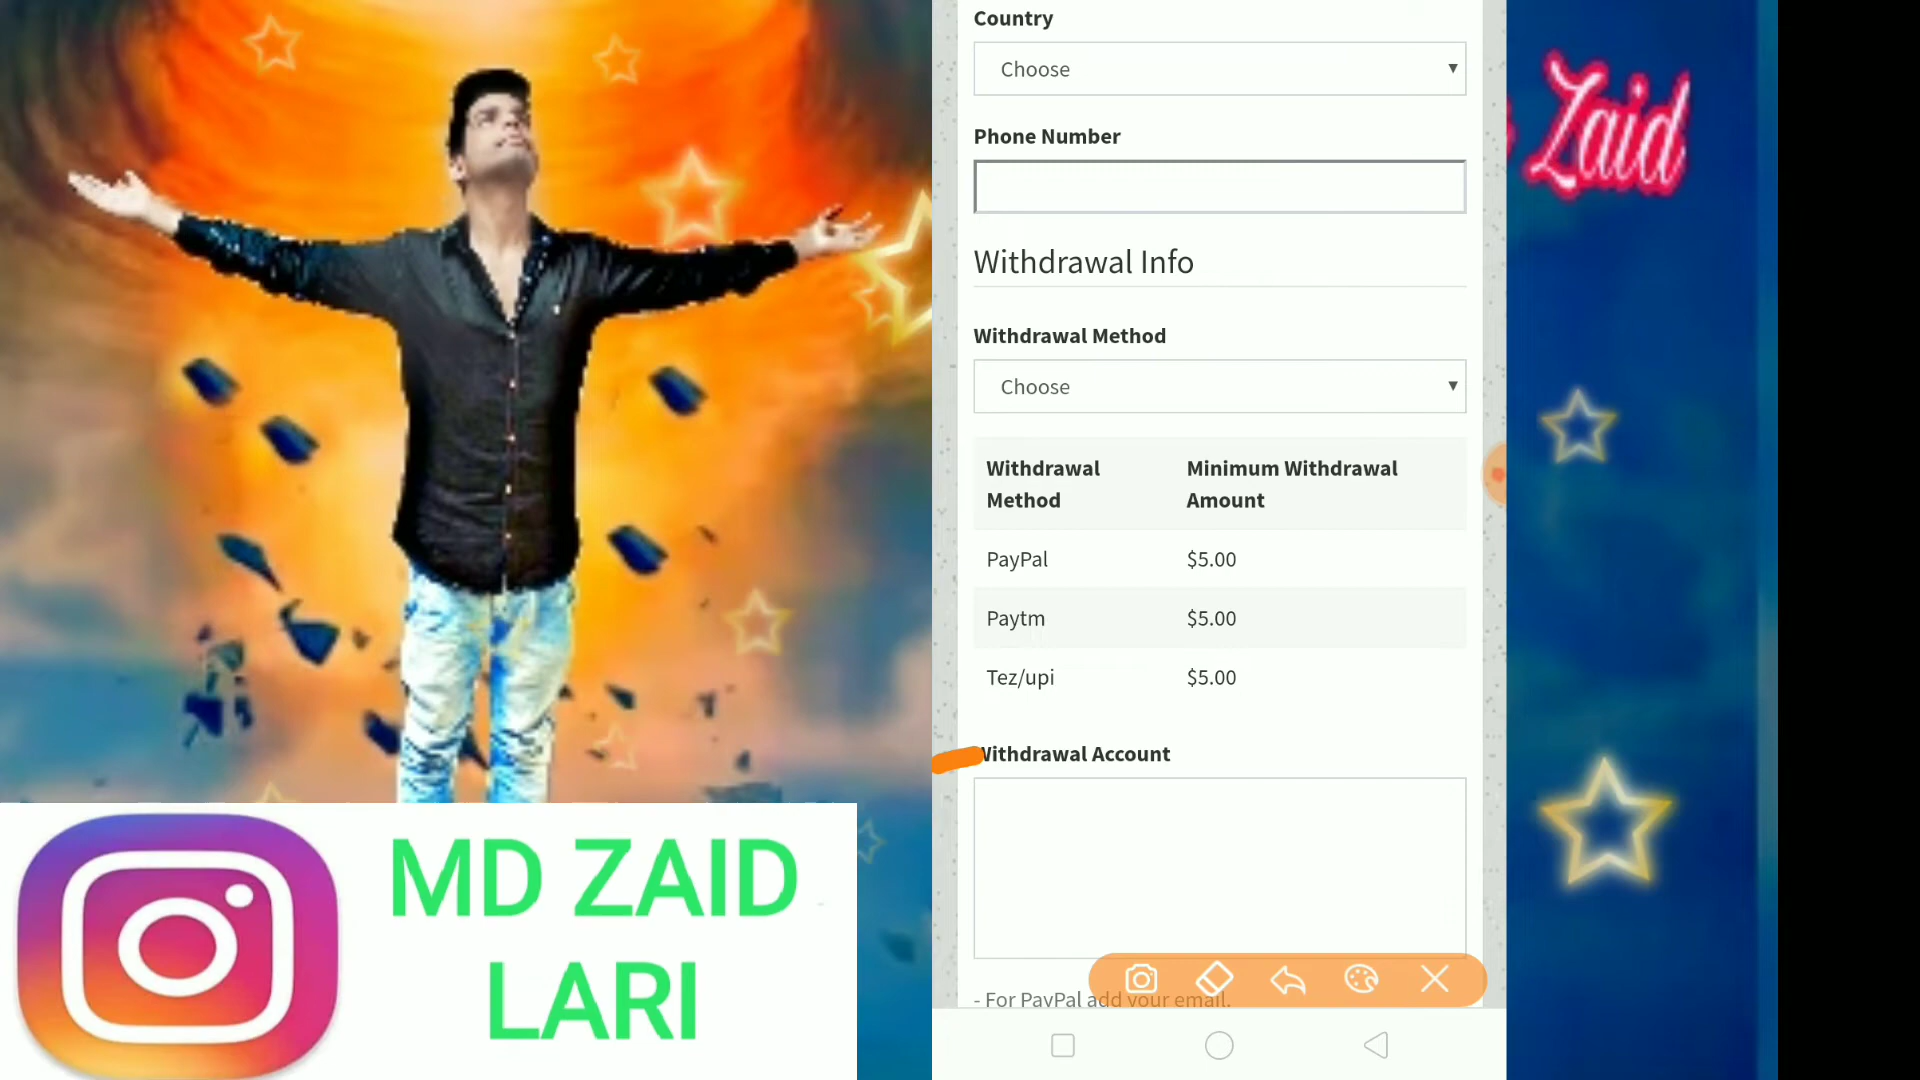 Country
Choose
Phone Number
Zaid
Withdrawal Info
Withdrawal Method
Choose
Withdrawal Method
Minimum Withdrawal Amount
PayPal
$5.00
Paytm
$5.00
Tez/upi
$5.00
Withdrawal Account
- For PayPal add your email.
MD ZAID
LARI